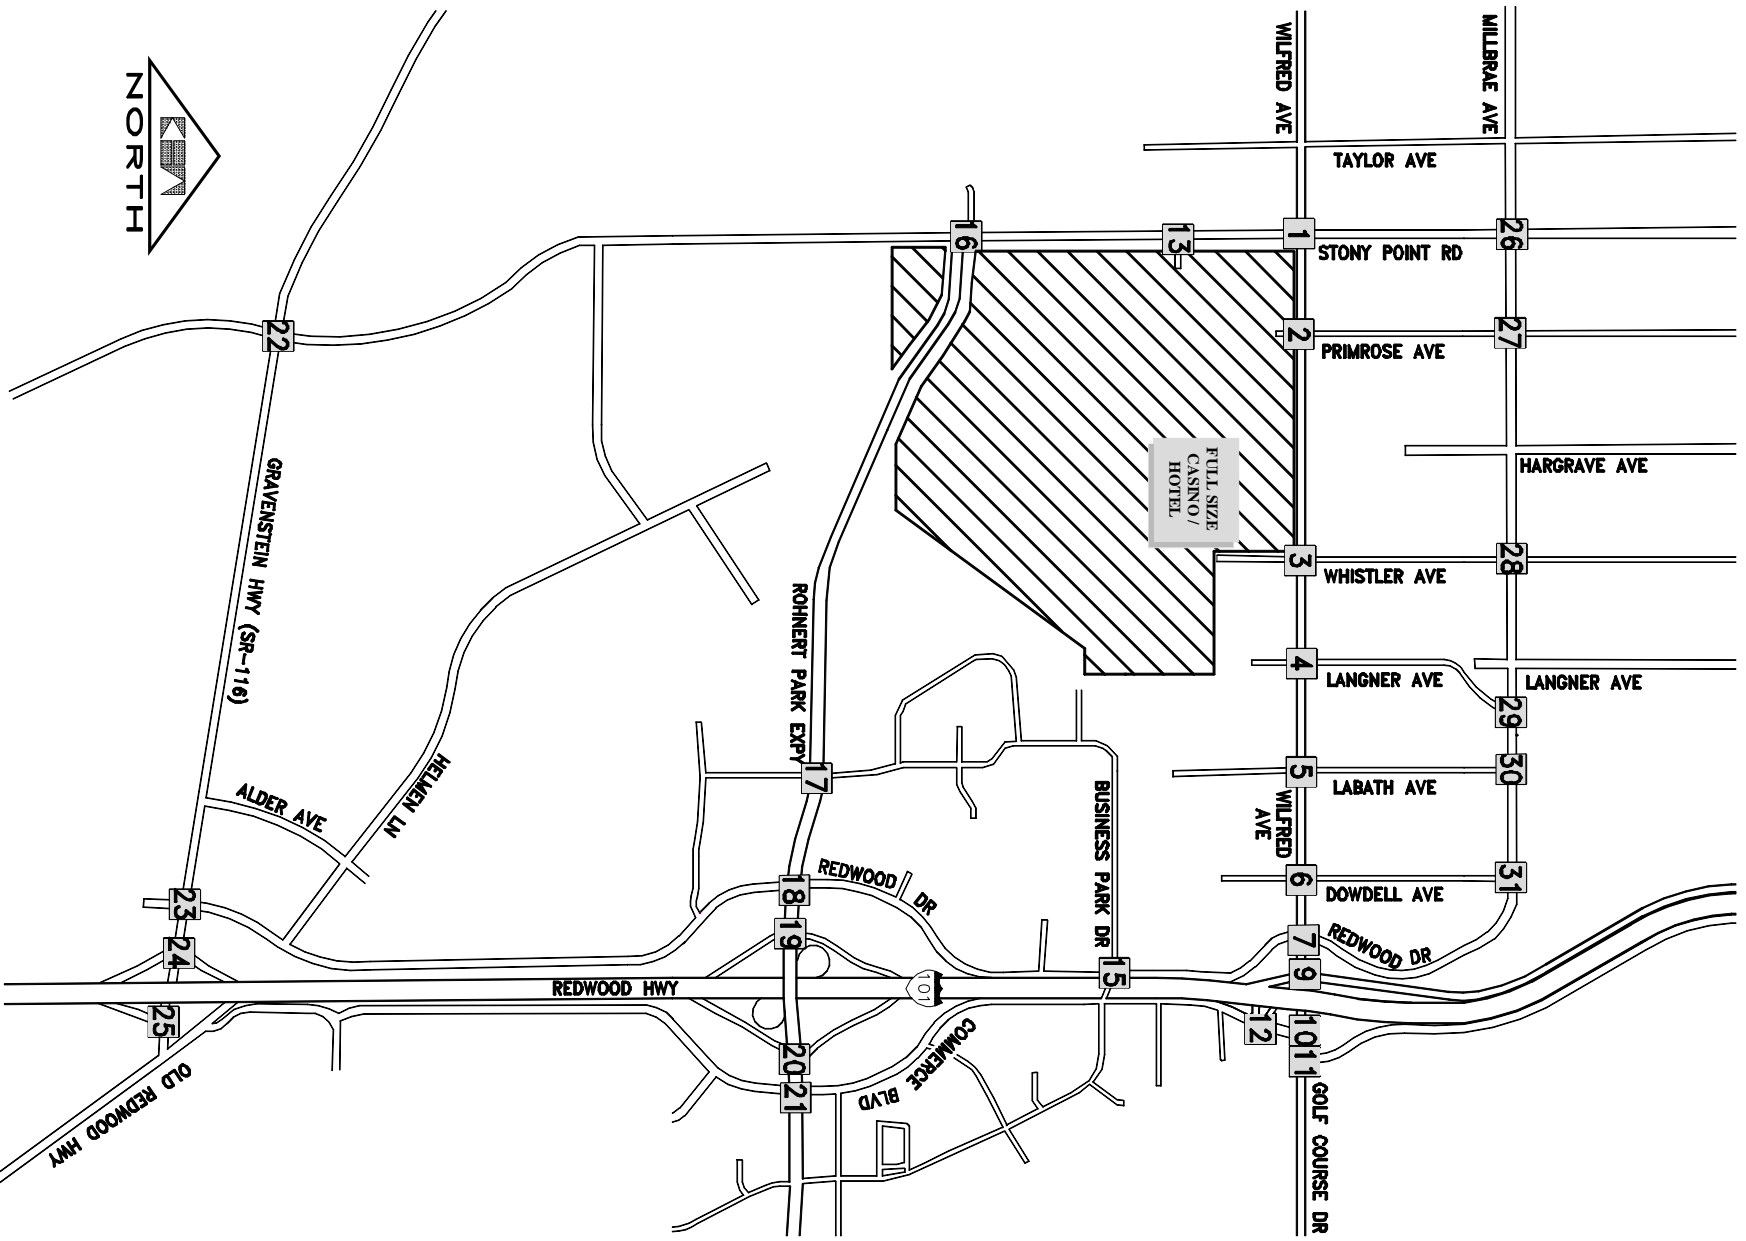 WILFRED AVE
MILLBRAE AVE
TAYLOR AVE
NORTH
16
13
1
26
STONY POINT RD
22
2
27
PRIMROSE AVE
FULL SIZE
CASINO /
HOTEL
HARGRAVE AVE
GRAVENSTEIN HWY (SR-116)
3
28
WHISTLER AVE
ROHNERT PARK EXPY
4
LANGNER AVE
LANGNER AVE
29
17
5
30
LABATH AVE
HELMEN LN
ALDER AVE
BUSINESS PARK DR
WILFRED
AVE
23
18
REDWOOD DR
6
31
DOWDELL AVE
24
19
7
REDWOOD DR
REDWOOD HWY
101
15
9
25
12
10
11
20
21
COMMERCE BLVD
OLD REDWOOD HWY
GOLF COURSE DR